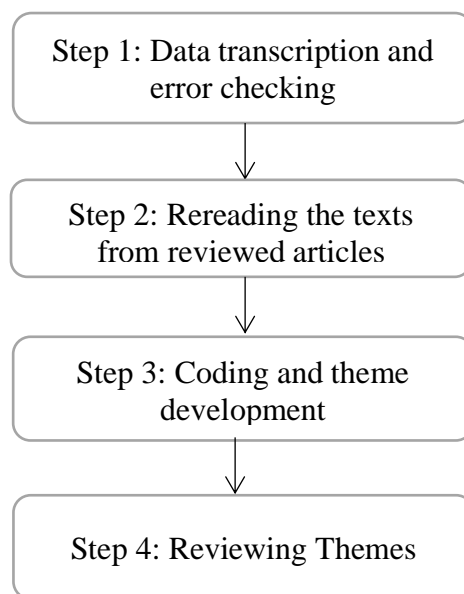 Step 1: Data transcription and
error checking
Step 2: Rereading the texts
from reviewed articles
Step 3: Coding and theme
development
Step 4: Reviewing Themes